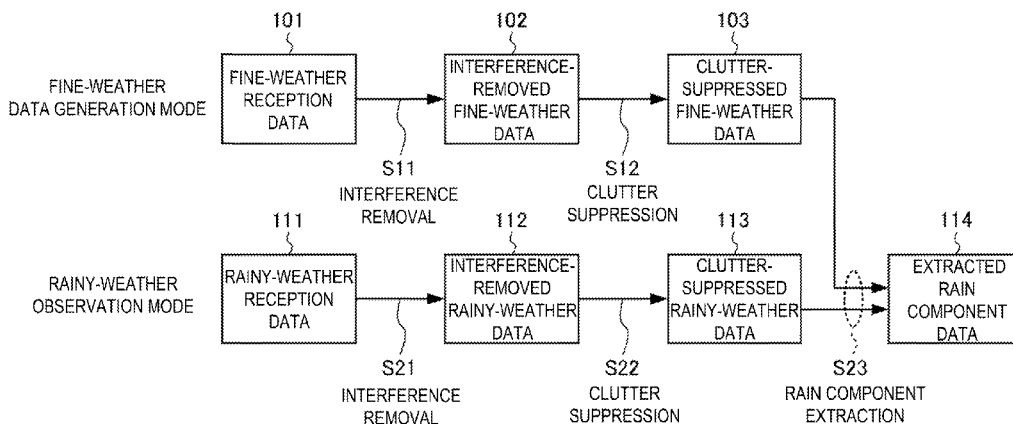 101
102
103
FINE-WEATHER
DATA GENERATION MODE
FINE-WEATHER
RECEPTION
DATA
INTERFERENCE-
REMOVED
FINE-WEATHER
DATA
CLUTTER-
SUPPRESSED
FINE-WEATHER
DATA
S11
INTERFERENCE
REMOVAL
S12
CLUTTER
SUPPRESSION
111
112
113
114
RAINY-WEATHER
OBSERVATION MODE
RAINY-WEATHER
RECEPTION
DATA
INTERFERENCE-
REMOVED
RAINY-WEATHER
DATA
CLUTTER-
SUPPRESSED
RAINY-WEATHER
DATA
EXTRACTED
RAIN
COMPONENT
DATA
S21
INTERFERENCE
REMOVAL
S22
CLUTTER
SUPPRESSION
S23
RAIN COMPONENT
EXTRACTION